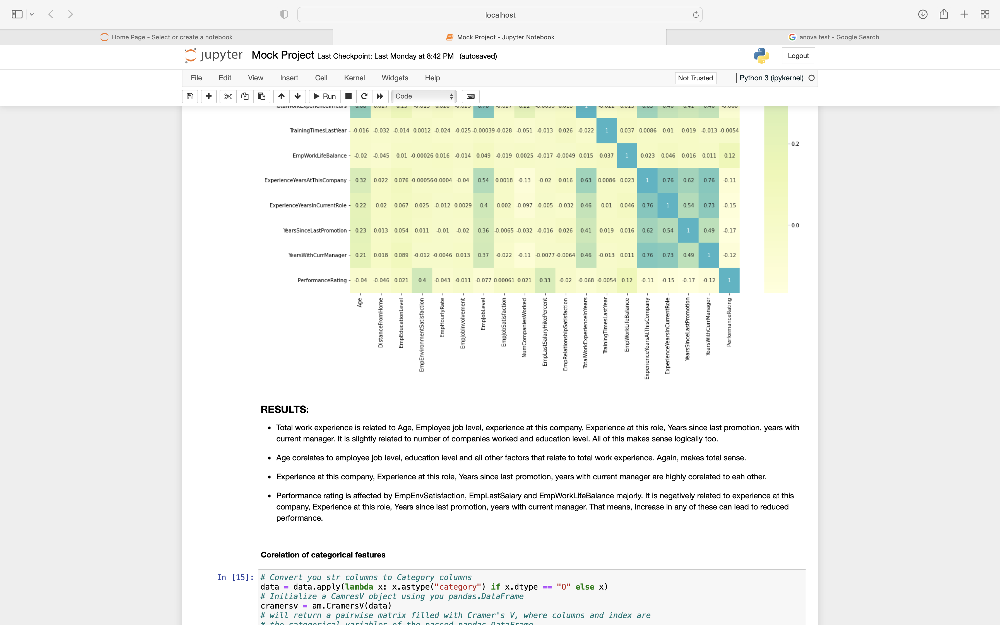 localhost
Home Page - Select or create a notebook
Mock Project - Jupyter Notebook
anova test - Google Search
jupyter Mock Project Last Checkpoint: Last Monday at 8:42 PM (autosaved)
Logout
File Edit View Insert Cell Kernel Widgets Help
Not Trusted
Python 3 (ipykernel)
Run
Code
TrainingTimesLastYear - -0.016 -0.032 -0.014 0.0012 -0.024 -0.025 -0.00039 -0.028 -0.051 -0.013 0.026 -0.022 1 0.037 0.0086 0.01 0.019 -0.013 -0.0054
- 0.2
EmpWorkLifeBalance - -0.02 -0.045 0.01 -0.00026 0.016 -0.014 0.049 -0.019 0.0025 -0.017 -0.0049 0.015 0.037 1 0.023 0.046 0.016 0.011 0.12
ExperienceYearsAtThisCompany - 0.32 0.022 0.076 -0.00056 0.0004 -0.04 0.54 0.0018 -0.13 -0.02 0.016 0.63 0.0086 0.023 1 0.76 0.62 0.76 -0.11
ExperienceYearsInCurrentRole - 0.22 0.02 0.067 0.025 -0.012 0.0029 0.4 0.002 -0.097 -0.005 -0.032 0.46 0.01 0.046 0.76 1 0.54 0.73 -0.15
YearsSinceLastPromotion - 0.23 0.013 0.054 0.011 -0.01 -0.02 0.36 -0.0065 -0.032 -0.016 0.026 0.41 0.019 0.016 0.62 0.54 1 0.49 -0.17
- 0.0
YearsWithCurrManager - 0.21 0.018 0.089 -0.012 -0.0046 0.013 0.37 -0.022 -0.11 -0.0077 -0.0064 0.46 -0.013 0.011 0.76 0.73 0.49 1 -0.12
PerformanceRating - -0.04 -0.046 0.021 0.4 -0.043 -0.011 -0.077 0.00061 0.021 0.33 -0.02 -0.068 -0.0054 0.12 -0.11 -0.15 -0.17 -0.12 1
Age
DistanceFromHome
EmpEducationLevel
EmpEnvironmentSatisfaction
EmpHourlyRate
EmpJobInvolvement
EmpJobLevel
EmpJobSatisfaction
NumCompaniesWorked
EmpLastSalaryHikePercent
EmpRelationshipSatisfaction
TotalWorkExperienceInYears
TrainingTimesLastYear
EmpWorkLifeBalance
ExperienceYearsAtThisCompany
ExperienceYearsInCurrentRole
YearsSinceLastPromotion
YearsWithCurrManager
PerformanceRating
RESULTS:
• Total work experience is related to Age, Employee job level, experience at this company, Experience at this role, Years since last promotion, years with
current manager. It is slightly related to number of companies worked and education level. All of this makes sense logically too.
• Age corelates to employee job level, education level and all other factors that relate to total work experience. Again, makes total sense.
• Experience at this company, Experience at this role, Years since last promotion, years with current manager are highly corelated to eah other.
• Performance rating is affected by EmpEnvSatisfaction, EmpLastSalary and EmpWorkLifeBalance majorly. It is negatively related to experience at this
company, Experience at this role, Years since last promotion, years with current manager. That means, increase in any of these can lead to reduced
performance.
Corelation of categorical features
In [15]: # Convert you str columns to Category columns
data = data.apply(lambda x: x.astype("category") if x.dtype == "O" else x)
# Initialize a CamresV object using you pandas.DataFrame
cramersv = am.CramersV(data)
# will return a pairwise matrix filled with Cramer's V, where columns and index are
# the categorical variables of the passed pandas.DataFrame